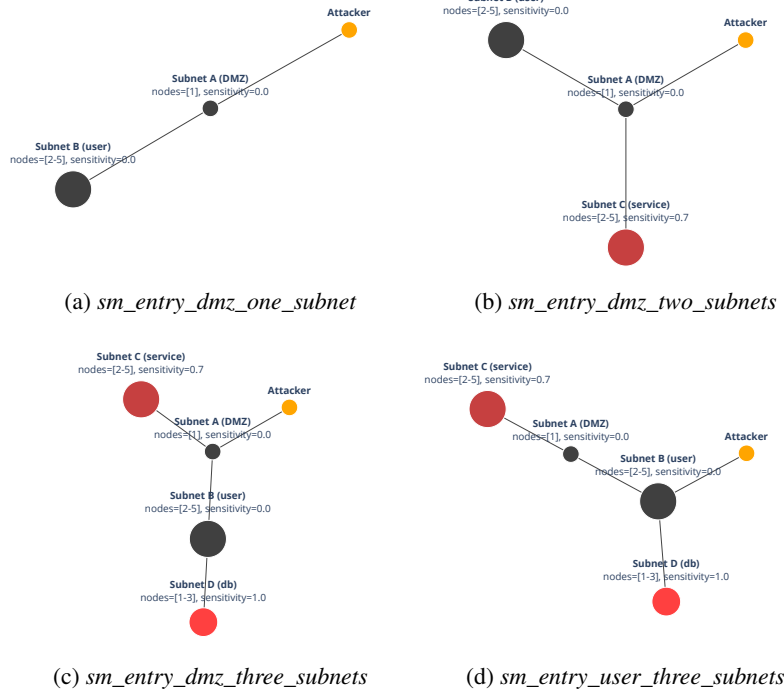 Attacker
Subnet A (DMZ)
nodes=[1], sensitivity=0.0
Subnet B (user)
nodes=[2-5], sensitivity=0.0
(a) sm_entry_dmz_one_subnet
nodes=[2-5], sensitivity=0.0
Attacker
Subnet A (DMZ)
nodes=[1], sensitivity=0.0
Subnet C (service)
nodes=[2-5], sensitivity=0.7
(b) sm_entry_dmz_two_subnets
Subnet C (service)
nodes=[2-5], sensitivity=0.7
Attacker
Subnet A (DMZ)
nodes=[1], sensitivity=0.0
Subnet B (user)
nodes=[2-5], sensitivity=0.0
Subnet D (db)
nodes=[1-3], sensitivity=1.0
(c) sm_entry_dmz_three_subnets
Subnet C (service)
nodes=[2-5], sensitivity=0.7
Subnet A (DMZ)
nodes=[1], sensitivity=0.0
Attacker
Subnet B (user)
nodes=[2-5], sensitivity=0.0
Subnet D (db)
nodes=[1-3], sensitivity=1.0
(d) sm_entry_user_three_subnets